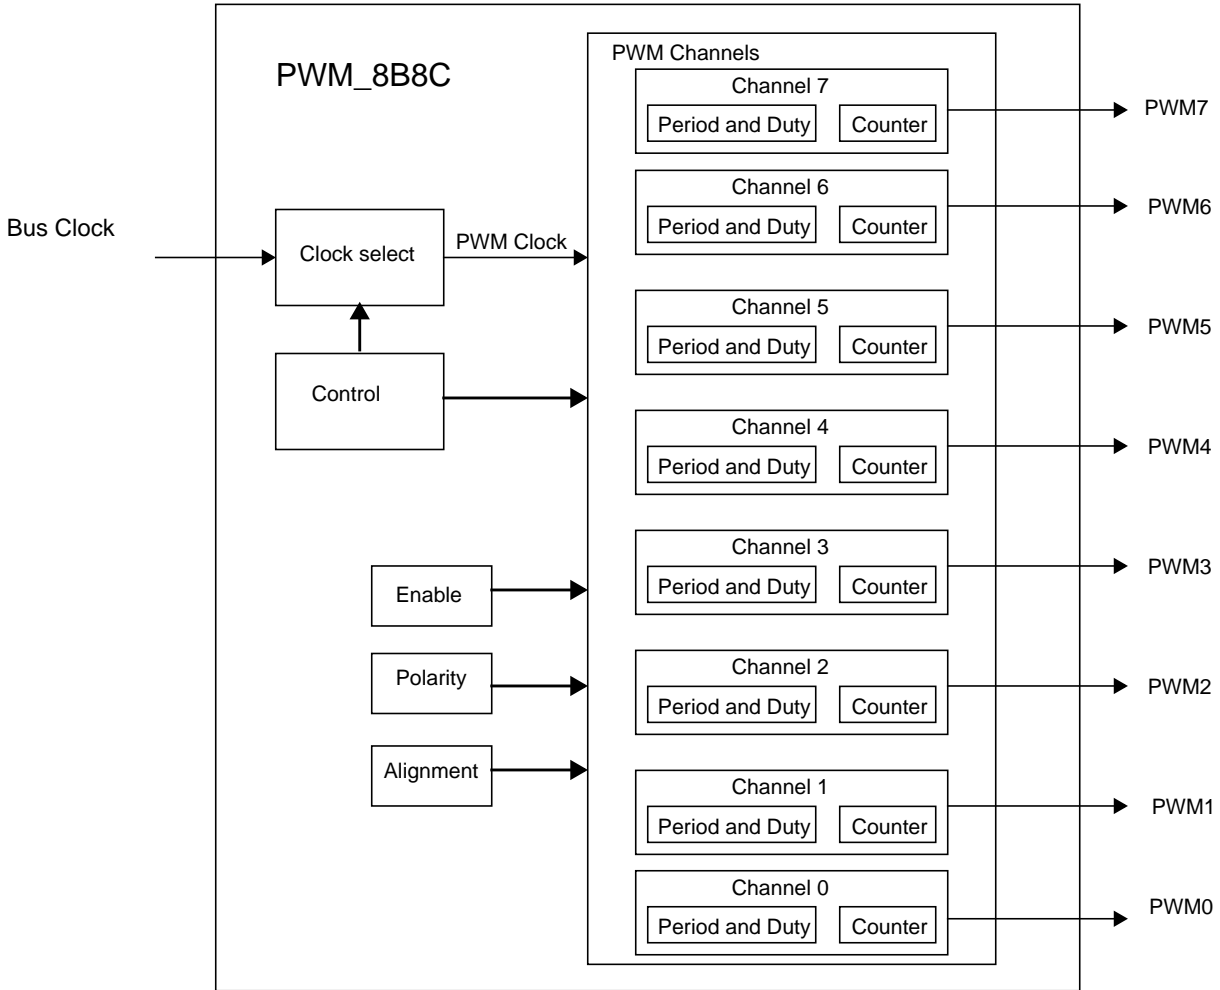 PWM_8B8C
Bus Clock
Clock select
PWM Clock
Control
Enable
Polarity
Alignment
PWM Channels
Channel 7
Period and Duty
Counter
PWM7
Channel 6
Period and Duty
Counter
PWM6
Channel 5
Period and Duty
Counter
PWM5
Channel 4
Period and Duty
Counter
PWM4
Channel 3
Period and Duty
Counter
PWM3
Channel 2
Period and Duty
Counter
PWM2
Channel 1
Period and Duty
Counter
PWM1
Channel 0
Period and Duty
Counter
PWM0